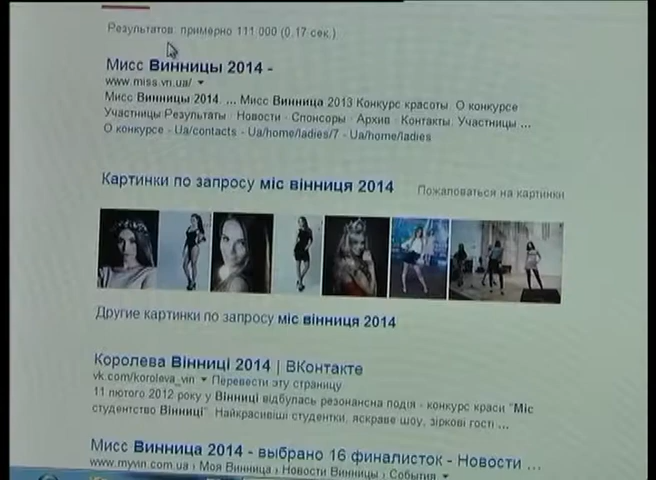 Результатов: примерно 111 000 (0,17 сек.)
Мисс Винницы 2014 -
www.miss.vn.ua/
Мисс Винницы 2014. ... Мисс Винница 2013 Конкурс красоты. О конкурсе
Участницы Результаты · Новости · Спонсоры · Архив · Контакты. Участницы ...
О конкурсе - Ua/contacts - Ua/home/ladies/7 - Ua/home/ladies
Картинки по запросу міс вінниця 2014
Пожаловаться на картинки
Другие картинки по запросу міс вінниця 2014
Королева Вінниці 2014 | ВКонтакте
vk.com/koroleva_vin Перевести эту страницу
11 лютого 2012 року у Вінниці відбулась резонансна подія - конкурс краси "Міс
студентство Вінниці". Найкрасивіші студентки, яскраве шоу, зіркові гості ...
Мисс Винница 2014 - выбрано 16 финалисток - Новости ...
www.myvin.com.ua › Моя Винница › Новости Винницы › События